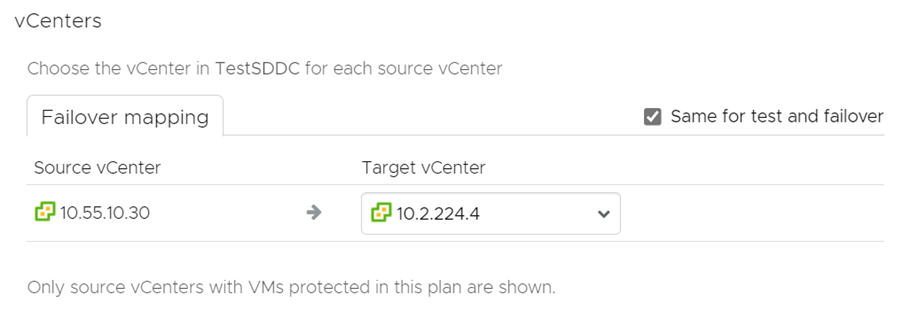 vCenters
Choose the vCenter in TestSDDC for each source vCenter
Failover mapping
Same for test and failover
Source vCenter Target vCenter
10.55.10.30 10.2.224.4
Only source vCenters with VMs protected in this plan are shown.